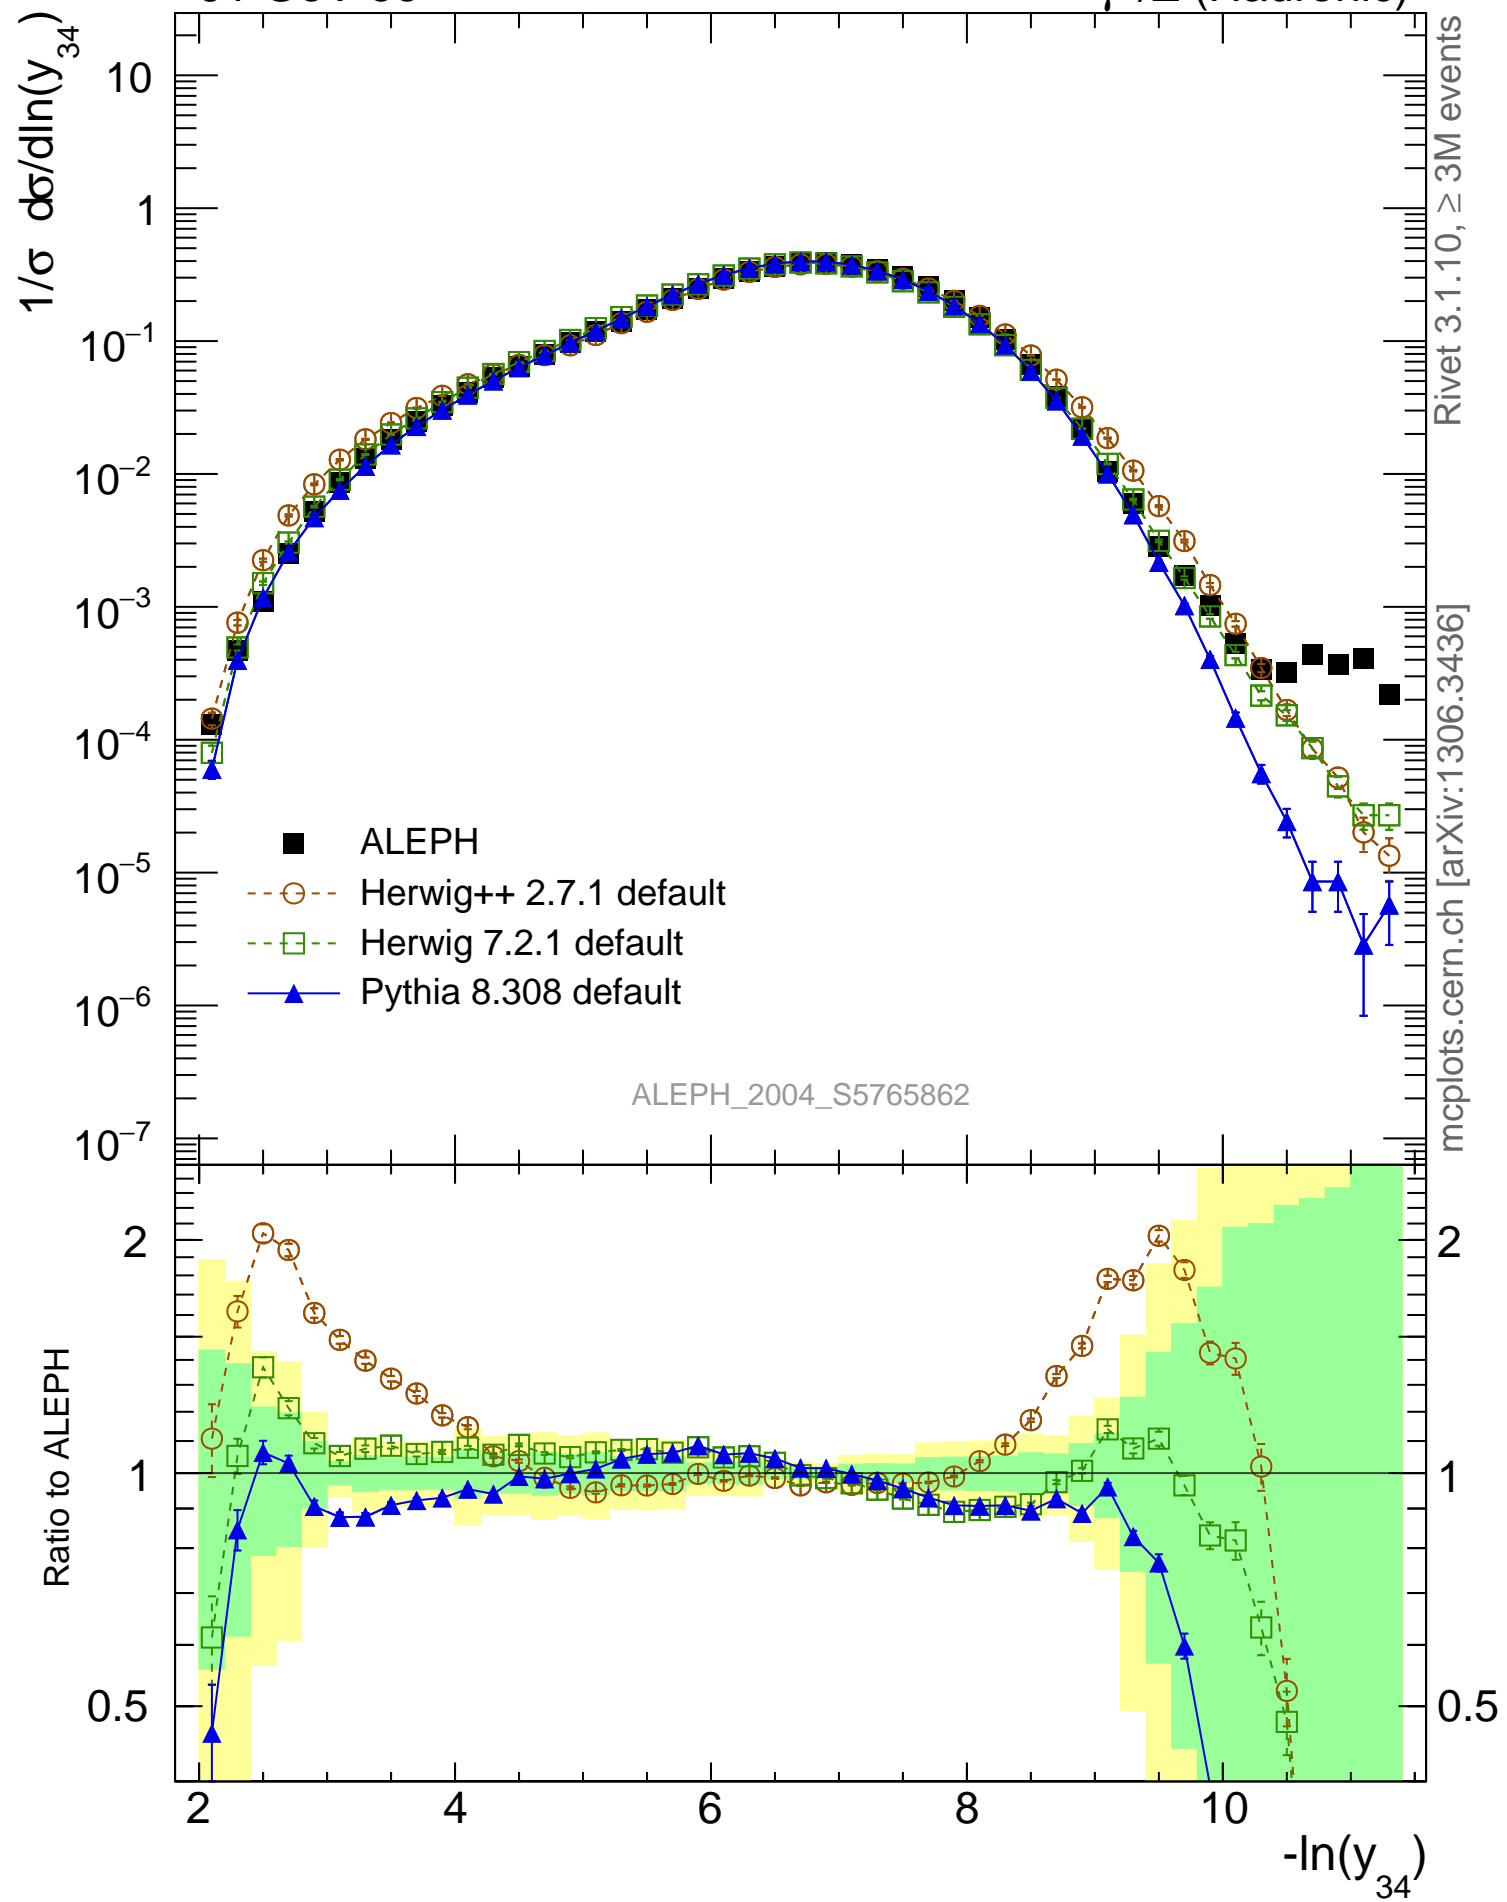 1/σ dσ/dln(y34)
10
1
10−1
10−2
10−3
10−4
10−5
10−6
10−7
ALEPH
Herwig++ 2.7.1 default
Herwig 7.2.1 default
Pythia 8.308 default
ALEPH_2004_S5765862
Rivet 3.1.10, ≥ 3M events
mcplots.cern.ch [arXiv:1306.3436]
Ratio to ALEPH
2
1
0.5
2
1
0.5
2 4 6 8 10
-ln(y34)